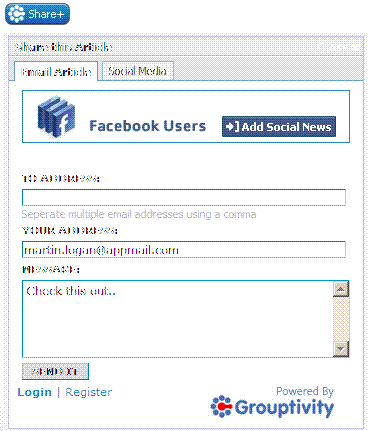 Share+
Share this Article
Email Article Social Media
Facebook Users Add Social News
TO ADDRESS:
Seperate multiple email addresses using a comma
YOUR ADDRESS:
martin.logan@appmail.com
MESSAGE:
Check this out..
SEND IT
Login | Register
Powered By
Grouptivity